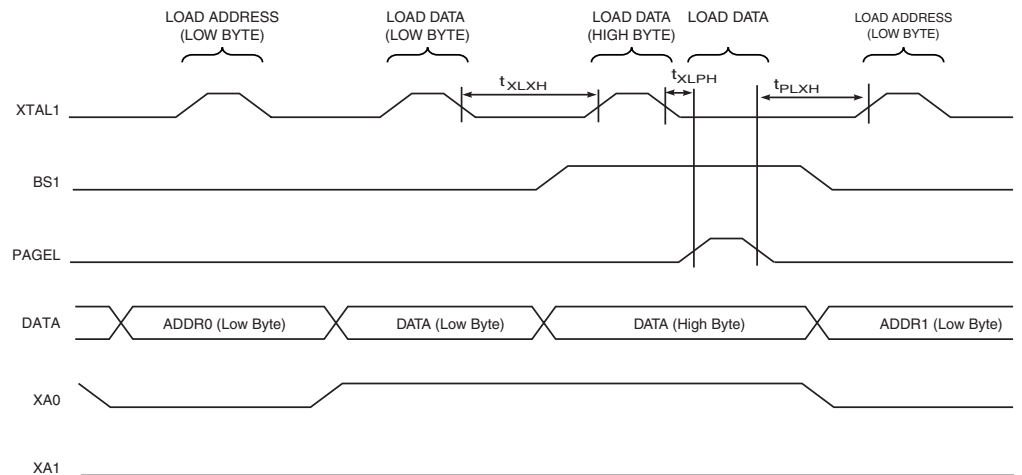 LOAD ADDRESS
(LOW BYTE)
LOAD DATA
(LOW BYTE)
LOAD DATA
(HIGH BYTE)
LOAD DATA
LOAD ADDRESS
(LOW BYTE)
XTAL1
tXLXH
tXLPH
tPLXH
BS1
PAGEL
DATA
ADDR0 (Low Byte)
DATA (Low Byte)
DATA (High Byte)
ADDR1 (Low Byte)
XA0
XA1